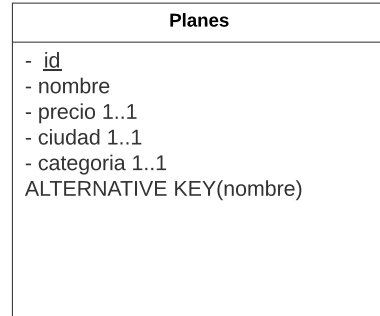 Planes
- id
- nombre
- precio 1..1
- ciudad 1..1
- categoria 1..1
ALTERNATIVE KEY(nombre)